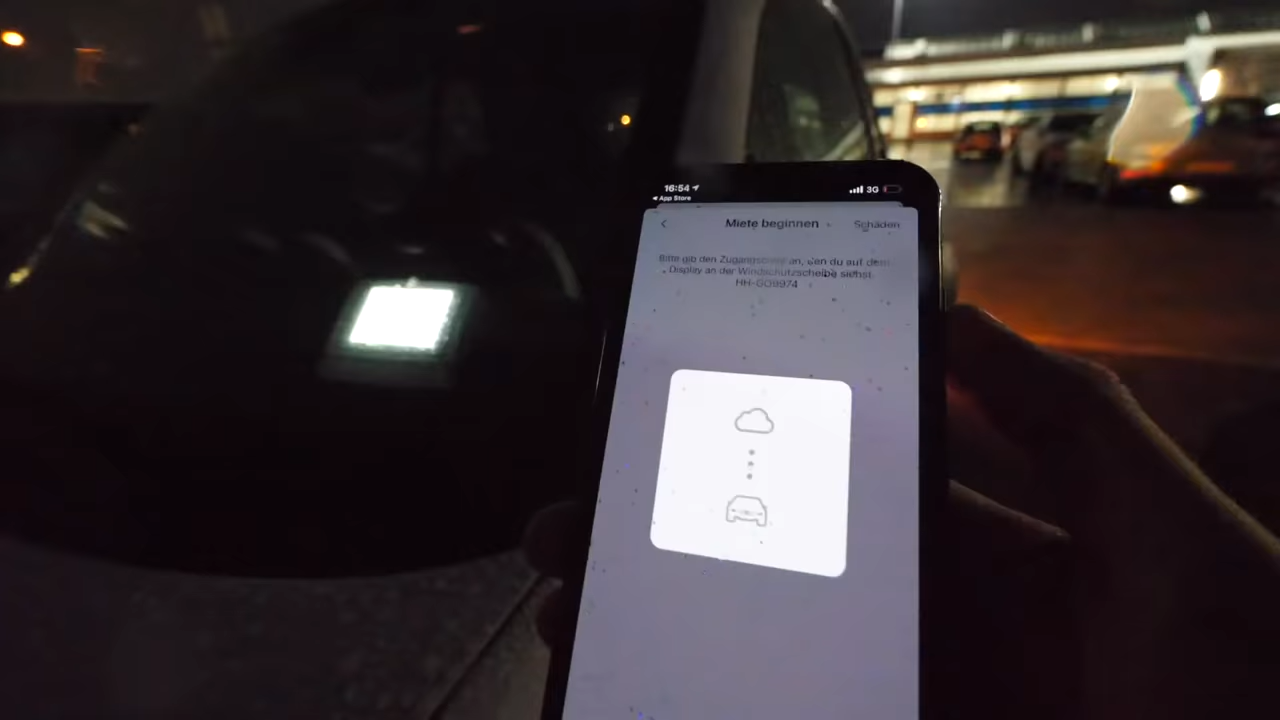 16:54
3G
App Store
Miete beginnen
Schäden
Bitte gib den Zugangscode an, den du auf dem
Display an der Windschutzscheibe siehst.
HH-GO9974